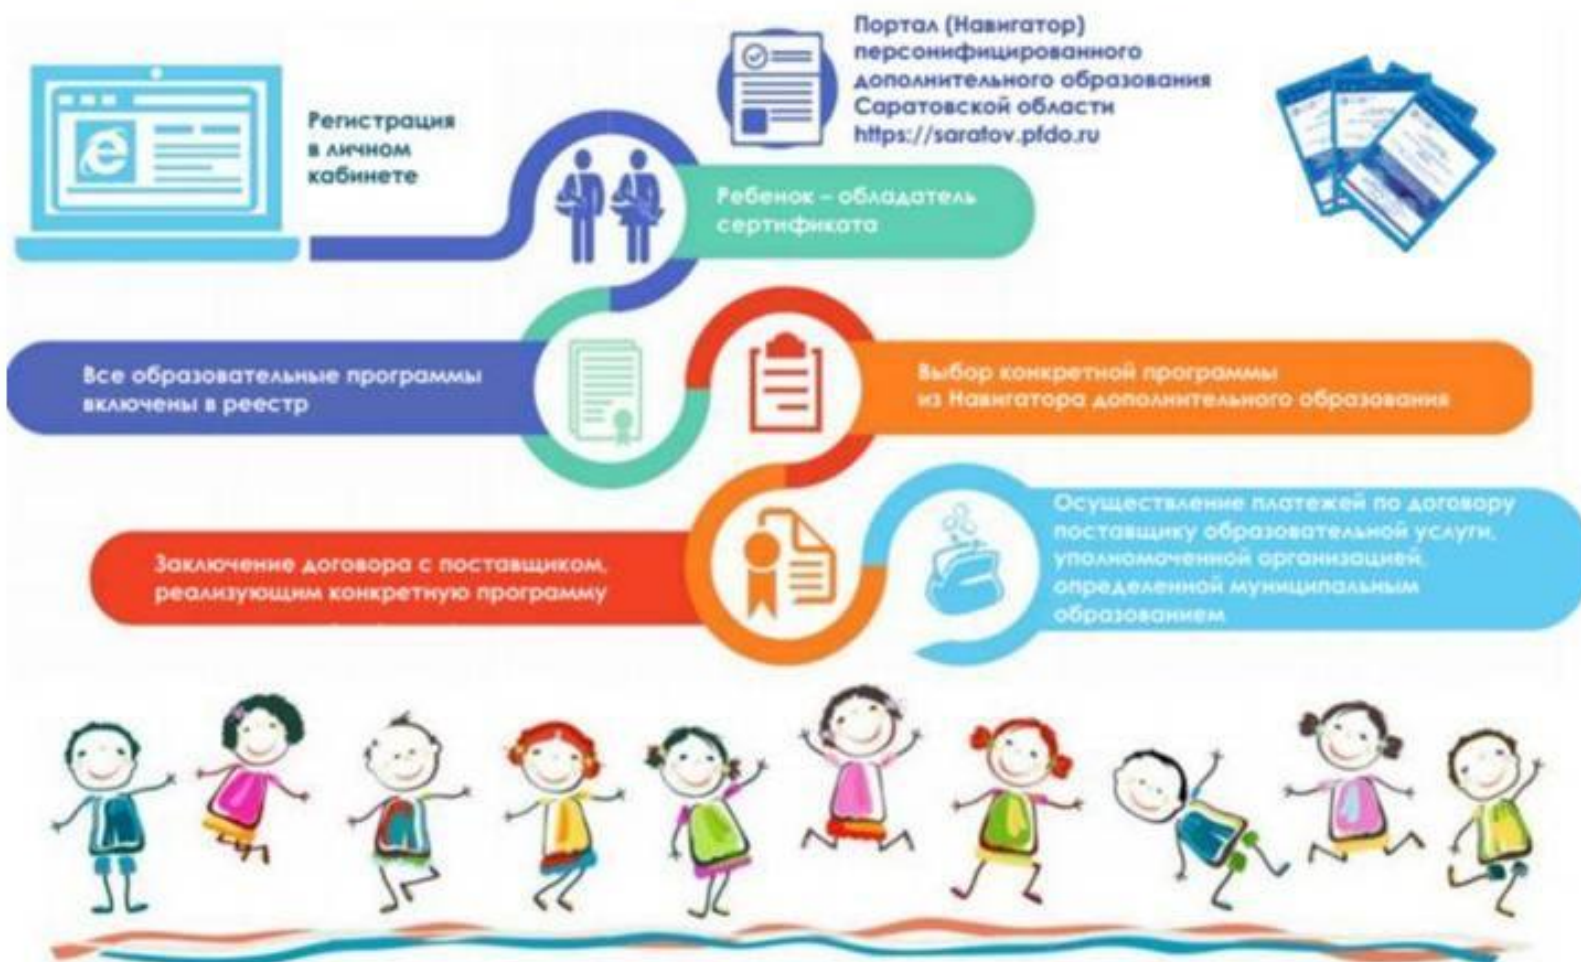 Регистрация
в личном
кабинете
Портал (Навигатор)
персонифицированного
дополнительного образования
Саратовской области
https://saratov.pfdo.ru
Ребенок – обладатель
сертификата
Все образовательные программы
включены в реестр
Выбор конкретной программы
из Навигатора дополнительного образования
Заключение договора с поставщиком,
реализующим конкретную программу
Осуществление платежей по договору
поставщику образовательной услуги,
уполномоченной организацией,
определенной муниципальным
образованием